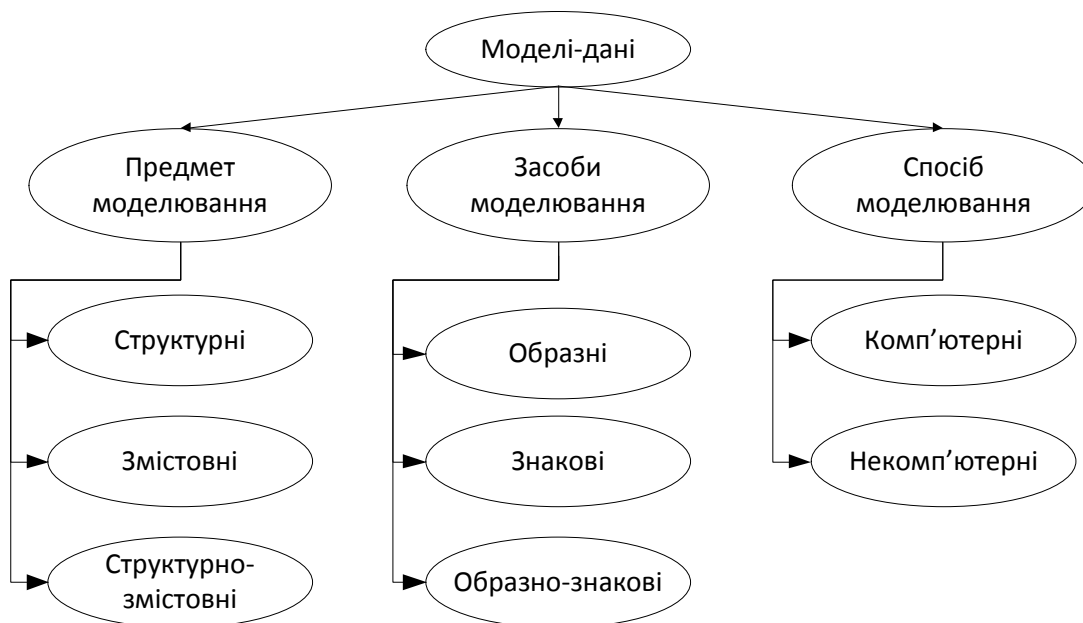 Моделі-дані
Предмет
моделювання
Засоби
моделювання
Спосіб
моделювання
Структурні
Образні
Комп’ютерні
Змістовні
Знакові
Некомп’ютерні
Структурно-
змістовні
Образно-знакові